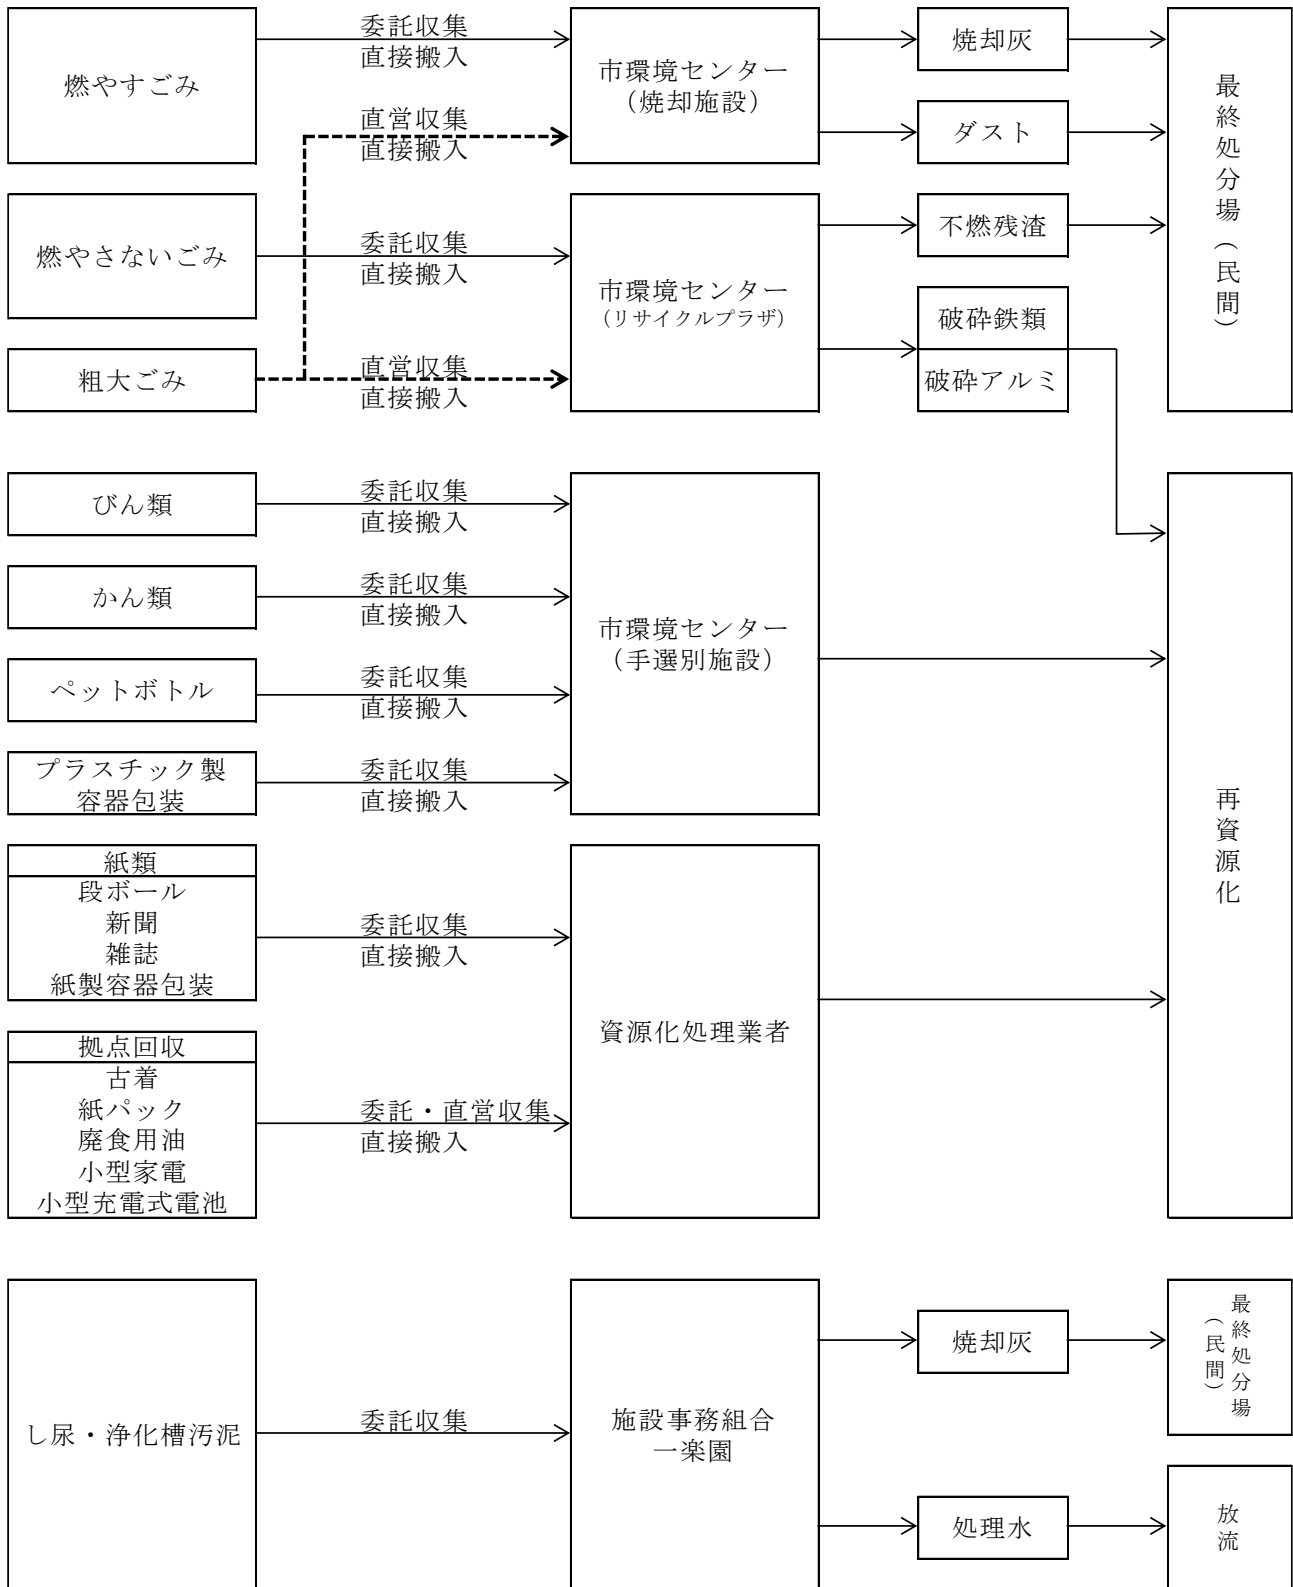 燃やすごみ
委託収集
直接搬入
直営収集
直接搬入
市環境センター
（焼却施設）
焼却灰
ダスト
最終処分場（民間）
燃やさないごみ
委託収集
直接搬入
粗大ごみ
直営収集
直接搬入
市環境センター
（リサイクルプラザ）
不燃残渣
破砕鉄類
破砕アルミ
びん類
委託収集
直接搬入
かん類
委託収集
直接搬入
ペットボトル
委託収集
直接搬入
プラスチック製
容器包装
委託収集
直接搬入
市環境センター
（手選別施設）
再資源化
紙類
段ボール
新聞
雑誌
紙製容器包装
委託収集
直接搬入
拠点回収
古着
紙パック
廃食用油
小型家電
小型充電式電池
委託・直営収集
直接搬入
資源化処理業者
し尿・浄化槽汚泥
委託収集
施設事務組合
一楽園
焼却灰
最終処分場
（民間）
処理水
放流